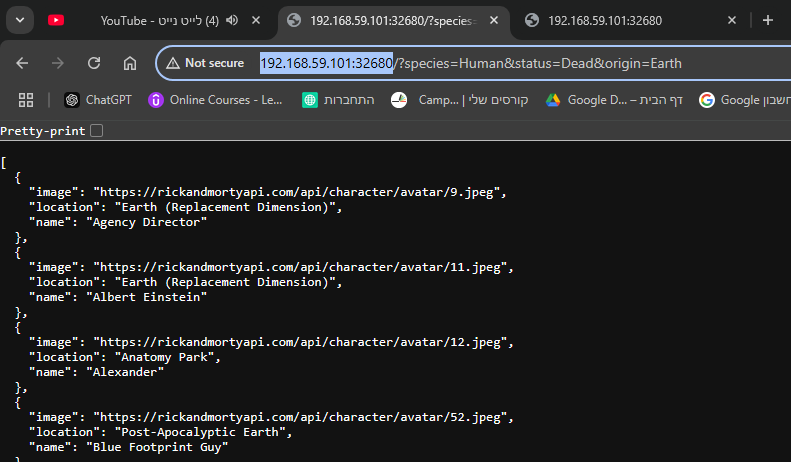 YouTube - לייט נייט (4)
192.168.59.101:32680/?species=
192.168.59.101:32680
Not secure 192.168.59.101:32680/?species=Human&status=Dead&origin=Earth
ChatGPT
Online Courses - Le...
התחברות
Camp... | קורסים שלי
Google D... – דף הבית
Google חשבון
Pretty-print
[
  {
    "image": "https://rickandmortyapi.com/api/character/avatar/9.jpeg",
    "location": "Earth (Replacement Dimension)",
    "name": "Agency Director"
  },
  {
    "image": "https://rickandmortyapi.com/api/character/avatar/11.jpeg",
    "location": "Earth (Replacement Dimension)",
    "name": "Albert Einstein"
  },
  {
    "image": "https://rickandmortyapi.com/api/character/avatar/12.jpeg",
    "location": "Anatomy Park",
    "name": "Alexander"
  },
  {
    "image": "https://rickandmortyapi.com/api/character/avatar/52.jpeg",
    "location": "Post-Apocalyptic Earth",
    "name": "Blue Footprint Guy"